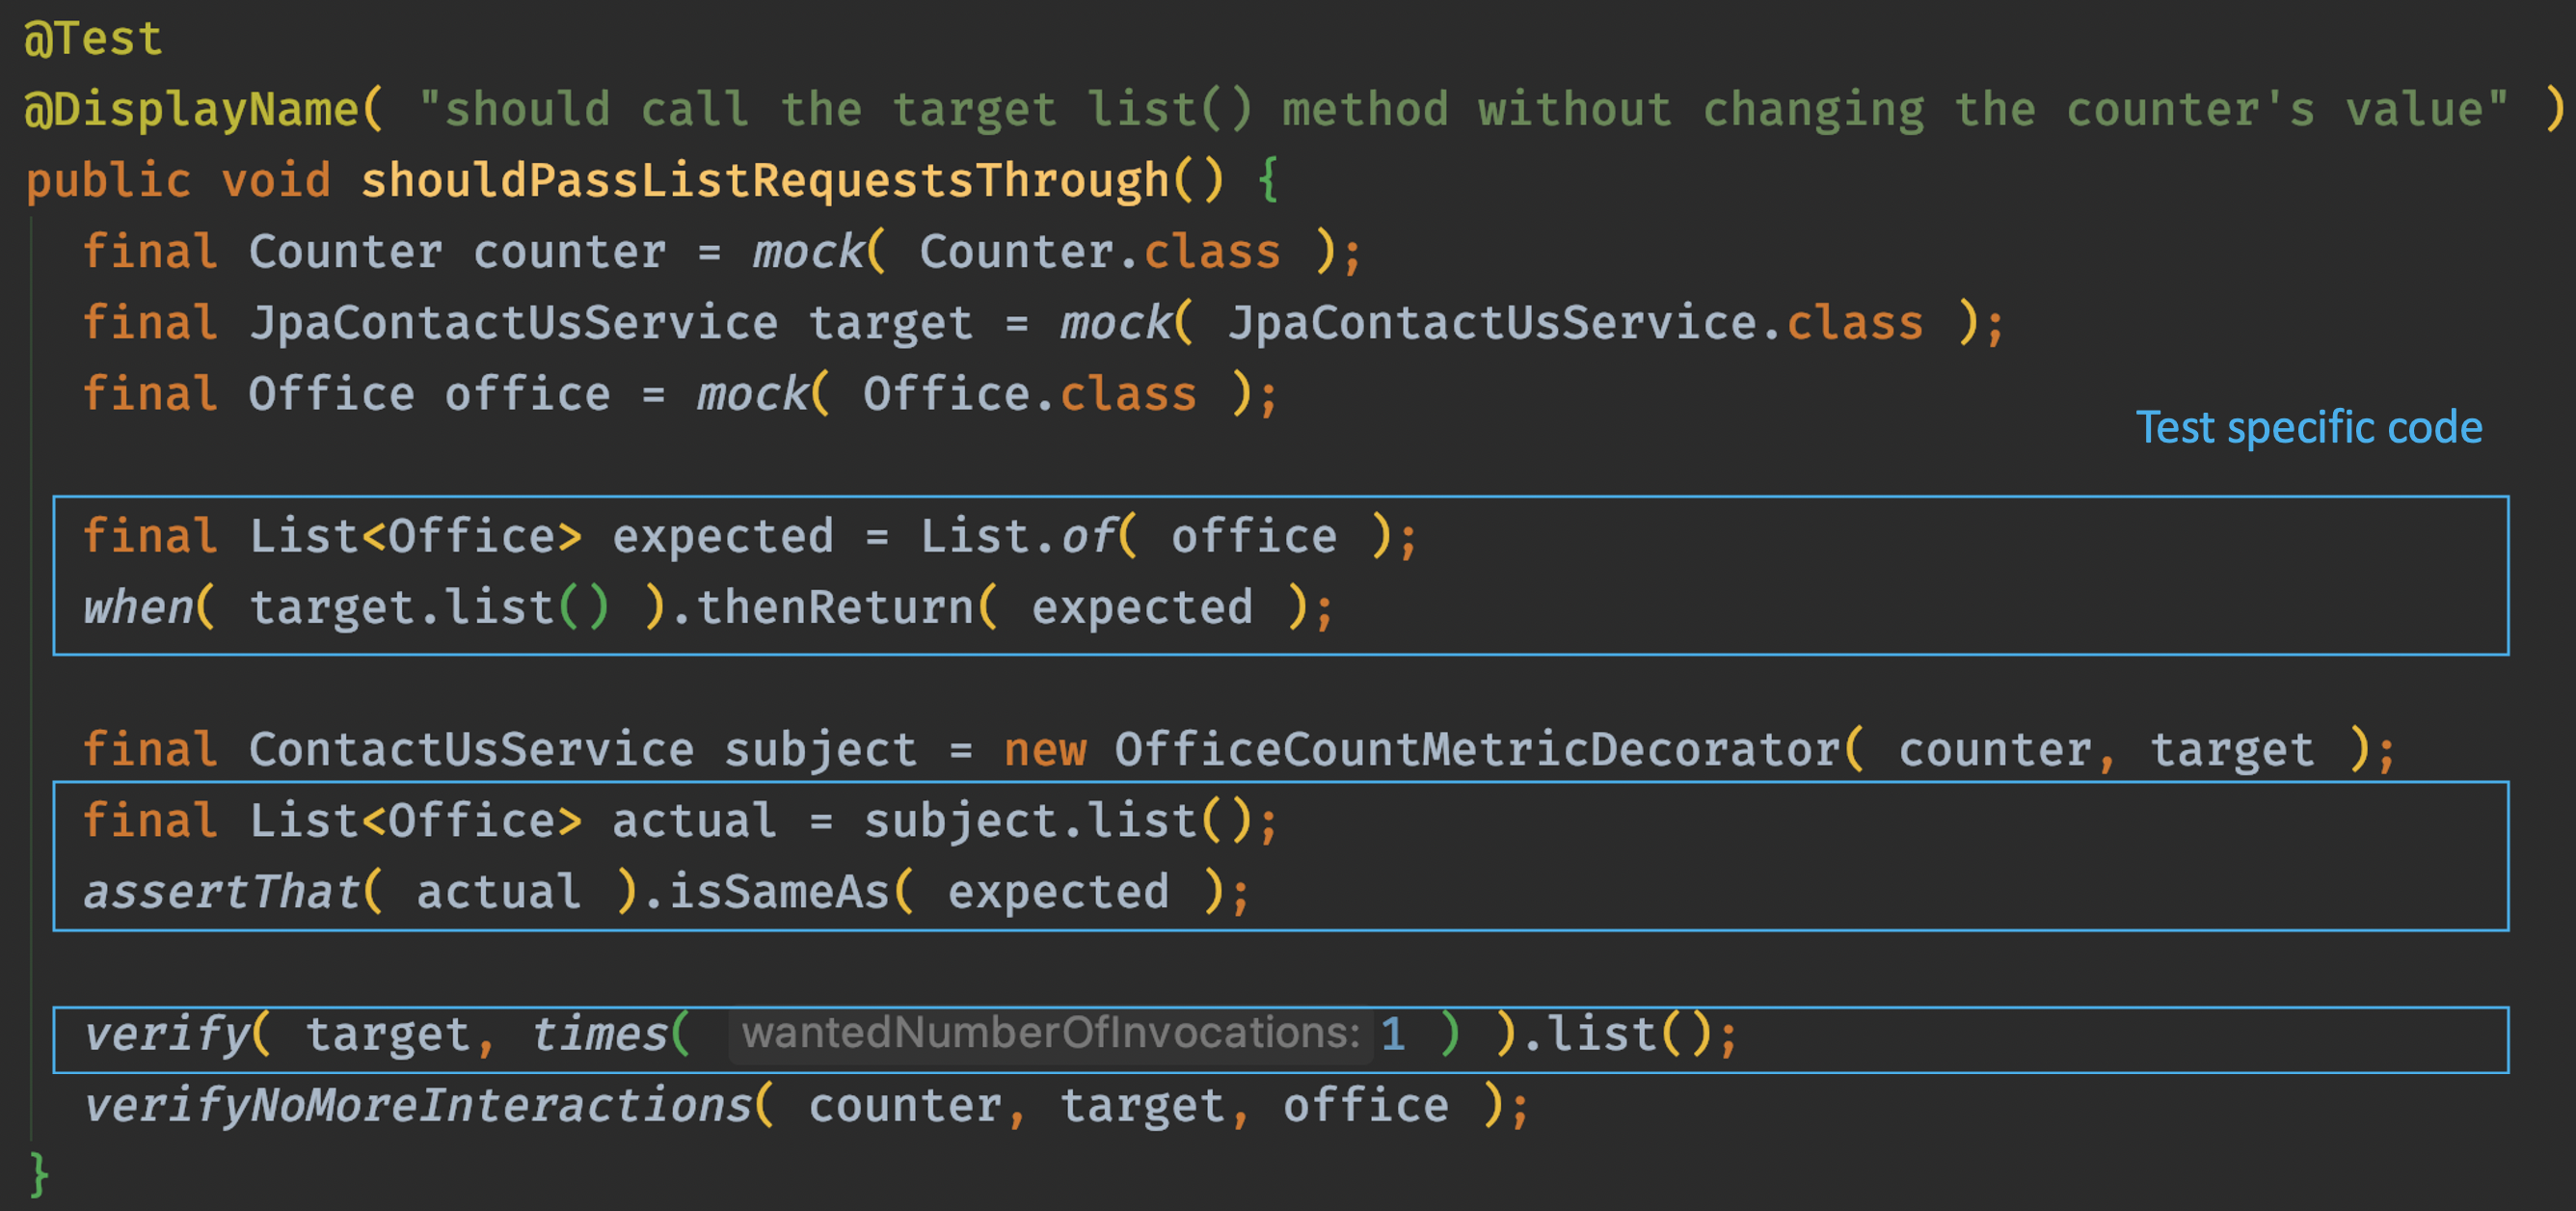 @Test
@DisplayName( "should call the target list() method without changing the counter's value" )
public void shouldPassListRequestsThrough() {
final Counter counter = mock( Counter.class );
final JpaContactUsService target = mock( JpaContactUsService.class );
final Office office = mock( Office.class );
Test specific code
final List<Office> expected = List.of( office );
when( target.list() ).thenReturn( expected );
final ContactUsService subject = new OfficeCountMetricDecorator( counter, target );
final List<Office> actual = subject.list();
assertThat( actual ).isSameAs( expected );
verify( target, times( wantedNumberOfInvocations: 1 ) ).list();
verifyNoMoreInteractions( counter, target, office );
}